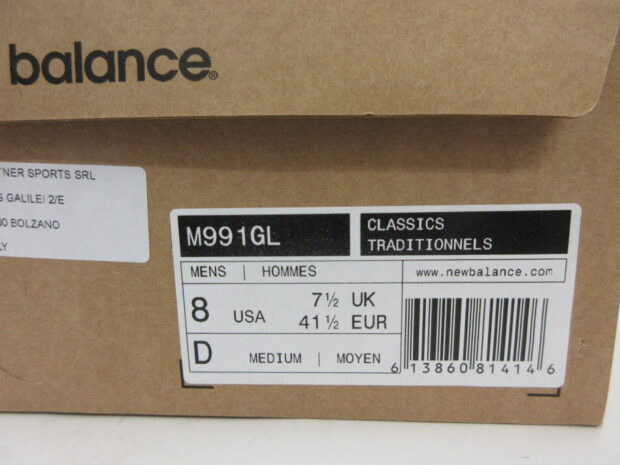 balance®
TNER SPORTS SRL
GALILEI 2/E
BOLZANO
M991GL
CLASSICS
TRADITIONNELS
MENS | HOMMES
www.newbalance.com
8 USA 7½ UK
41½ EUR
D MEDIUM | MOYEN
6 13860 81414 6